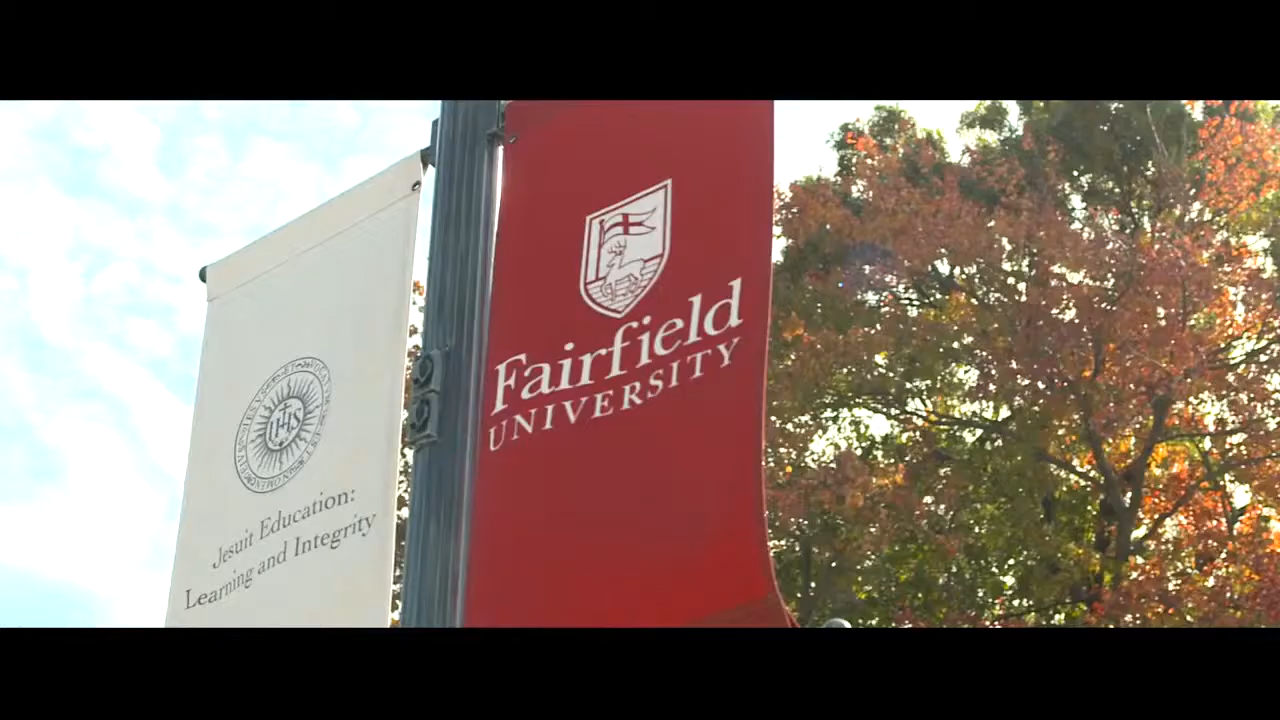 IHS
Jesuit Education:
Learning and Integrity
Fairfield
UNIVERSITY